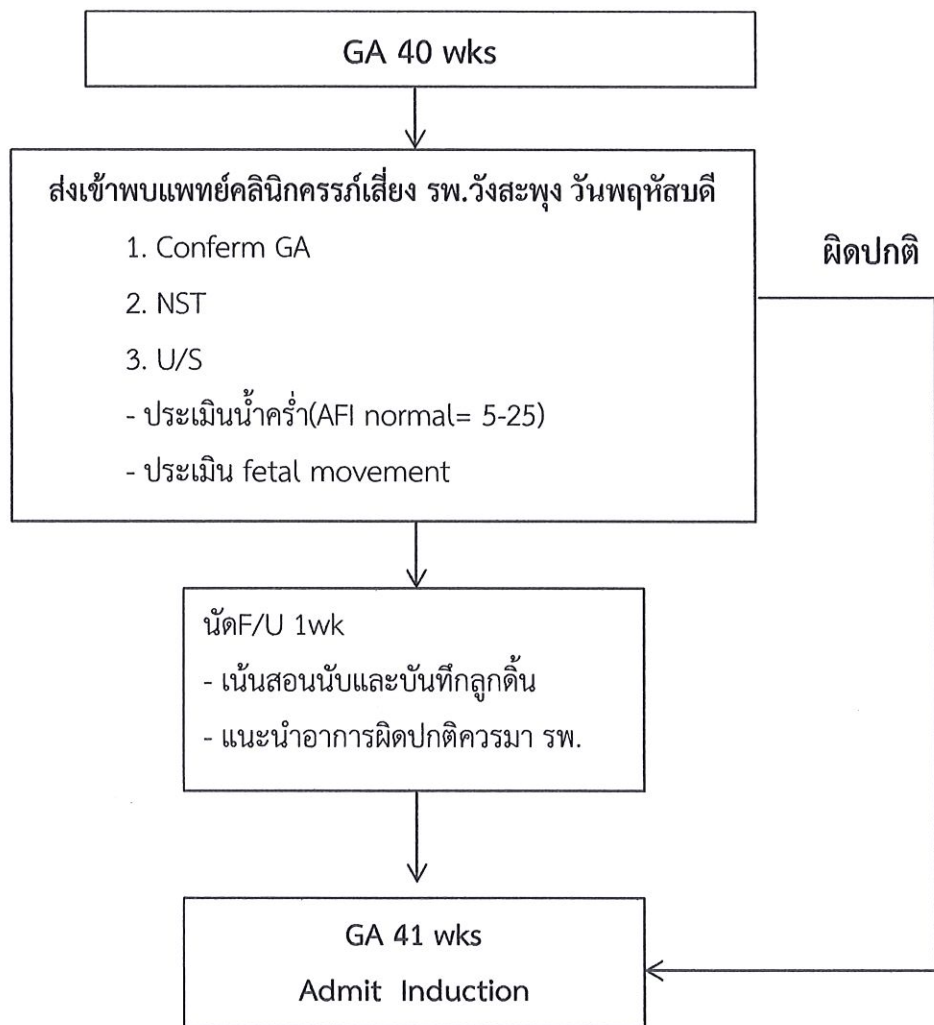 GA 40 wks
ส่งเข้าพบแพทย์คลินิกครรภ์เสี่ยง รพ.วังสะพุง วันพฤหัสบดี
1. Conferm GA
2. NST
3. U/S
- ประเมินน้ำคร่ำ(AFI normal= 5-25)
- ประเมิน fetal movement
ผิดปกติ
นัดF/U 1wk
- เน้นสอนนับและบันทึกลูกดิ้น
- แนะนำอาการผิดปกติควรมา รพ.
GA 41 wks
Admit Induction